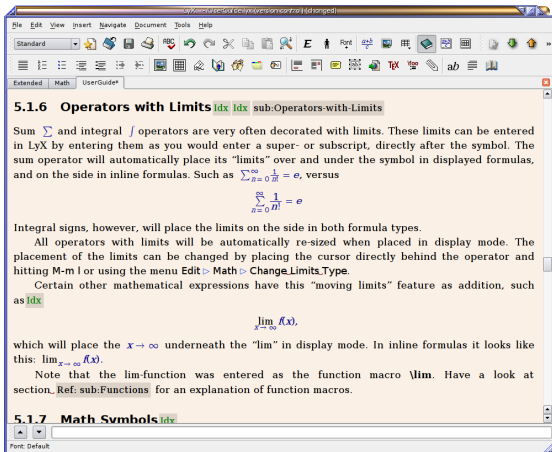 File Edit View Insert Navigate Document Tools Help
Standard
Extended Math UserGuide*
5.1.6 Operators with Limits Idx Idx sub:Operators-with-Limits
Sum ∑ and integral ∫ operators are very often decorated with limits. These limits can be entered
in LyX by entering them as you would enter a super- or subscript, directly after the symbol. The
sum operator will automatically place its “limits” over and under the symbol in displayed formulas,
and on the side in inline formulas. Such as ∑∞n=0 1/n! = e, versus
∑∞n=0 1/n! = e
Integral signs, however, will place the limits on the side in both formula types.
All operators with limits will be automatically re-sized when placed in display mode. The
placement of the limits can be changed by placing the cursor directly behind the operator and
hitting M-m l or using the menu Edit ▷ Math ▷ Change_Limits_Type.
Certain other mathematical expressions have this “moving limits” feature as addition, such
as Idx
lim x→∞ f(x),
which will place the x → ∞ underneath the “lim” in display mode. In inline formulas it looks like
this: lim x→∞ f(x).
Note that the lim-function was entered as the function macro \lim. Have a look at
section Ref: sub:Functions for an explanation of function macros.
5.1.7 Math Symbols Idx
Font: Default